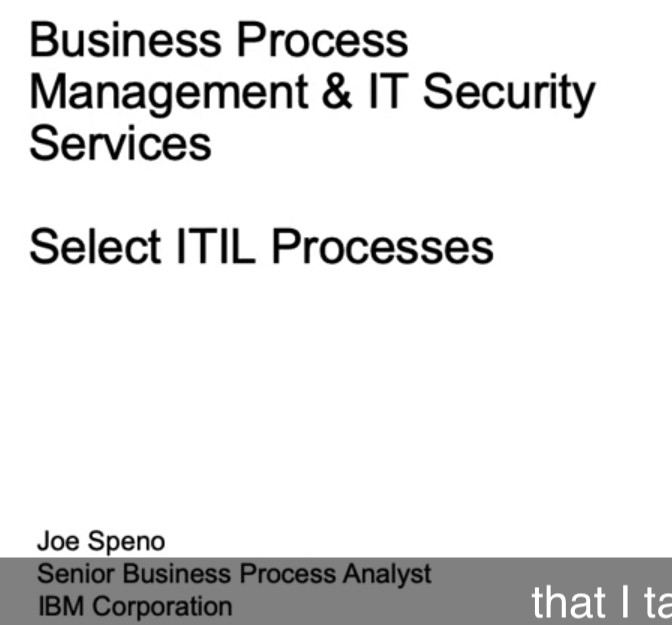 Business Process
Management & IT Security
Services
Select ITIL Processes
Joe Speno
Senior Business Process Analyst
IBM Corporation
that I ta